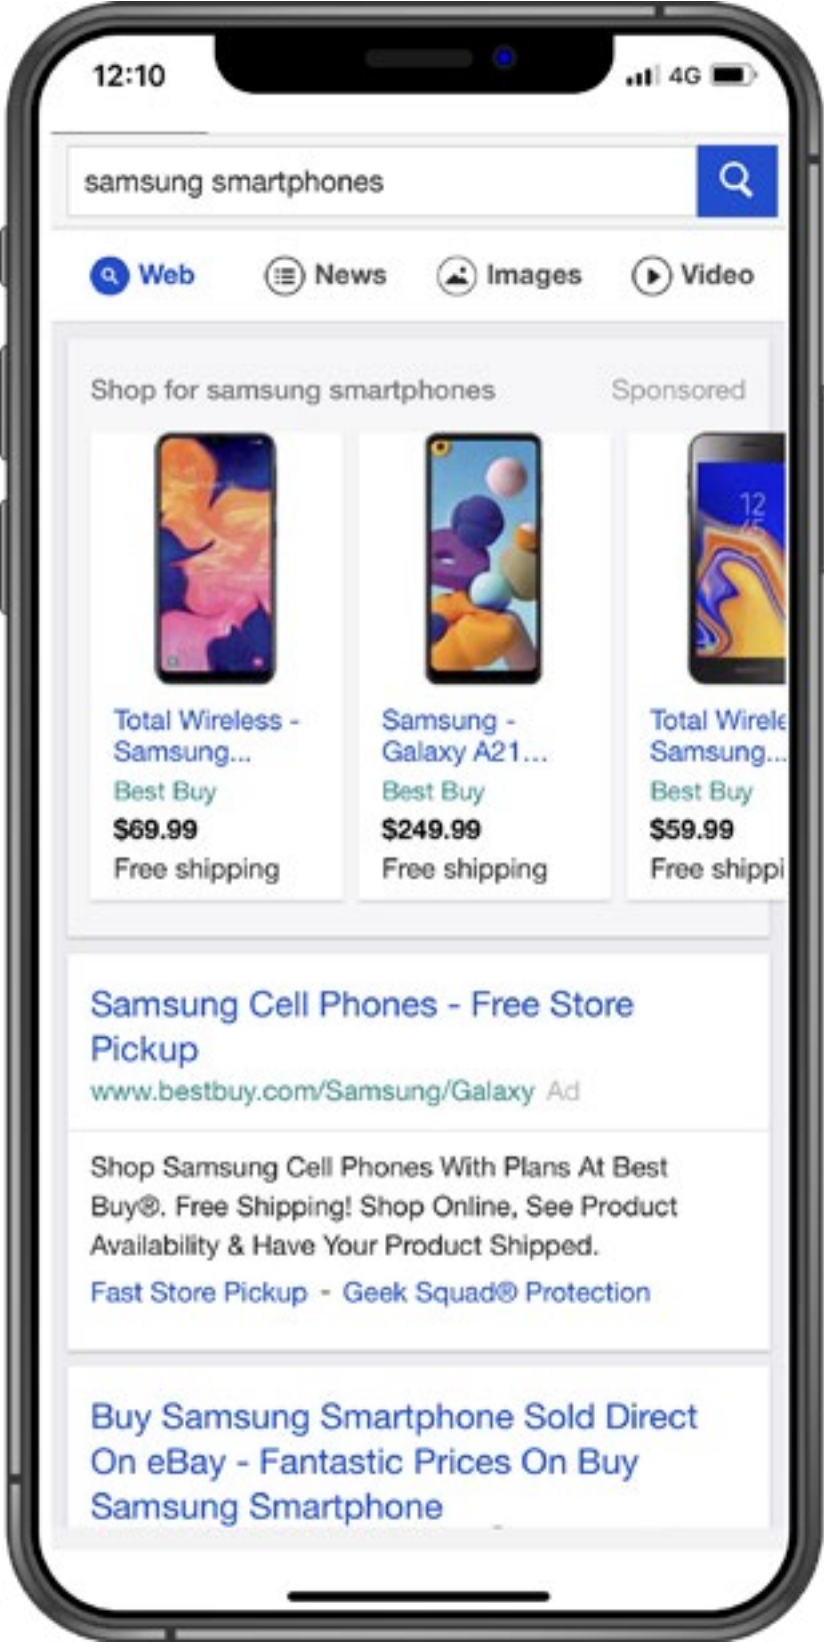 12:10
4G
samsung smartphones
Web News Images Video
Shop for samsung smartphones Sponsored
12
45
Total Wireless -
Samsung...
Best Buy
$69.99
Free shipping
Samsung -
Galaxy A21...
Best Buy
$249.99
Free shipping
Total Wirele
Samsung...
Best Buy
$59.99
Free shippi
Samsung Cell Phones - Free Store
Pickup
www.bestbuy.com/Samsung/Galaxy Ad
Shop Samsung Cell Phones With Plans At Best
Buy®. Free Shipping! Shop Online, See Product
Availability & Have Your Product Shipped.
Fast Store Pickup - Geek Squad® Protection
Buy Samsung Smartphone Sold Direct
On eBay - Fantastic Prices On Buy
Samsung Smartphone